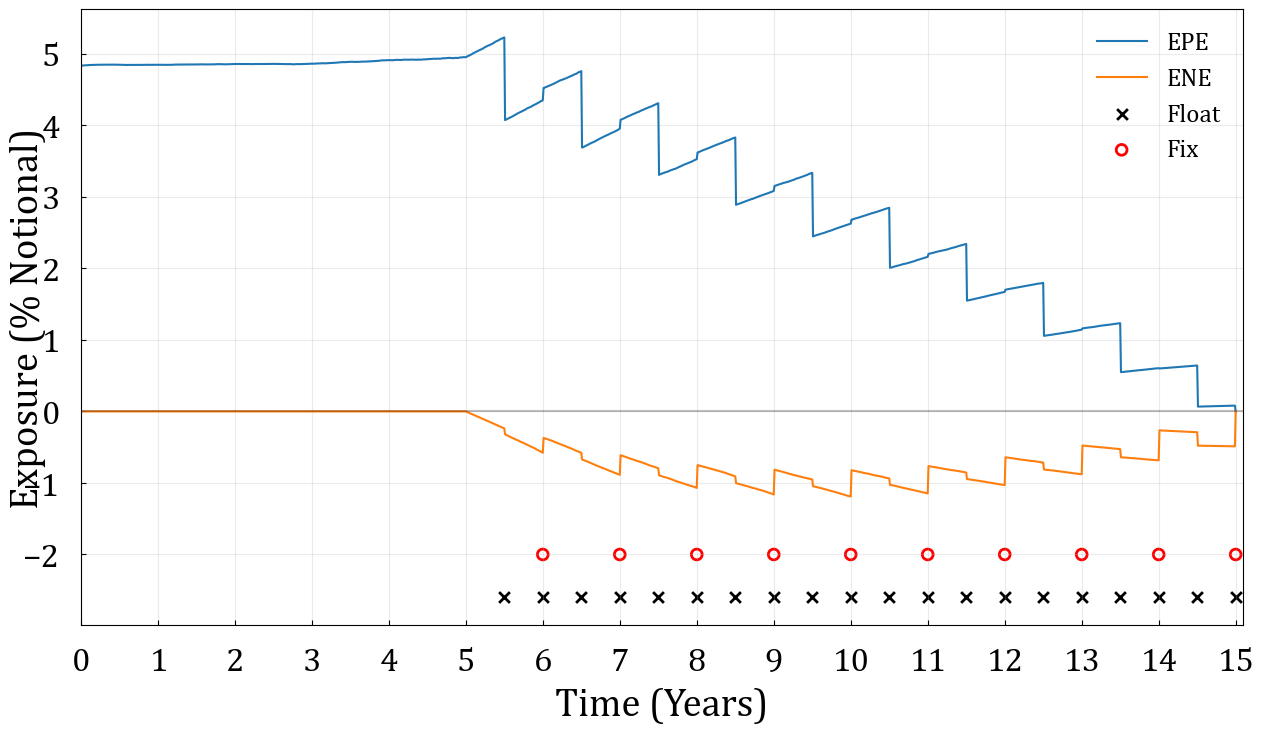 EPE
ENE
Float
Fix
Exposure (% Notional)
5
4
3
2
1
0
−1
−2
0 1 2 3 4 5 6 7 8 9 10 11 12 13 14 15
Time (Years)